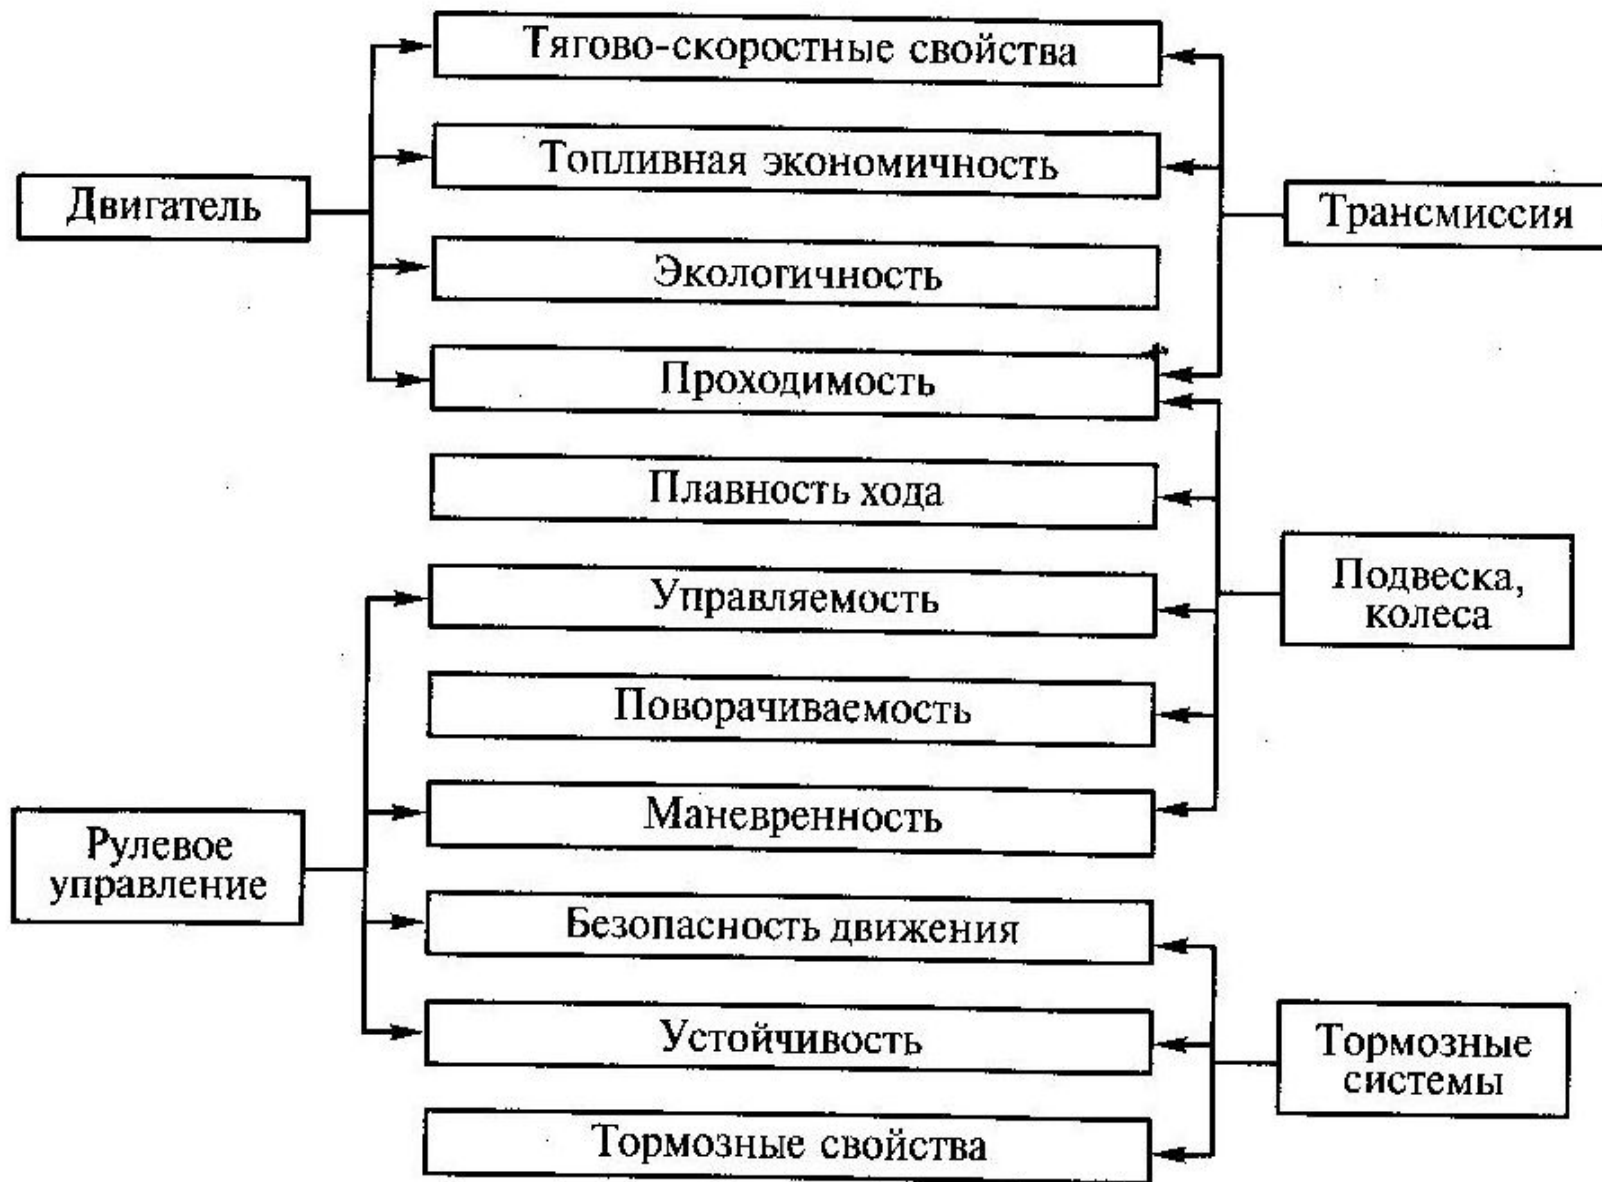 Тягово-скоростные свойства
Топливная экономичность
Двигатель
Трансмиссия
Экологичность
Проходимость
Плавность хода
Управляемость
Подвеска,
колеса
Поворачиваемость
Маневренность
Рулевое
управление
Безопасность движения
Устойчивость
Тормозные
системы
Тормозные свойства